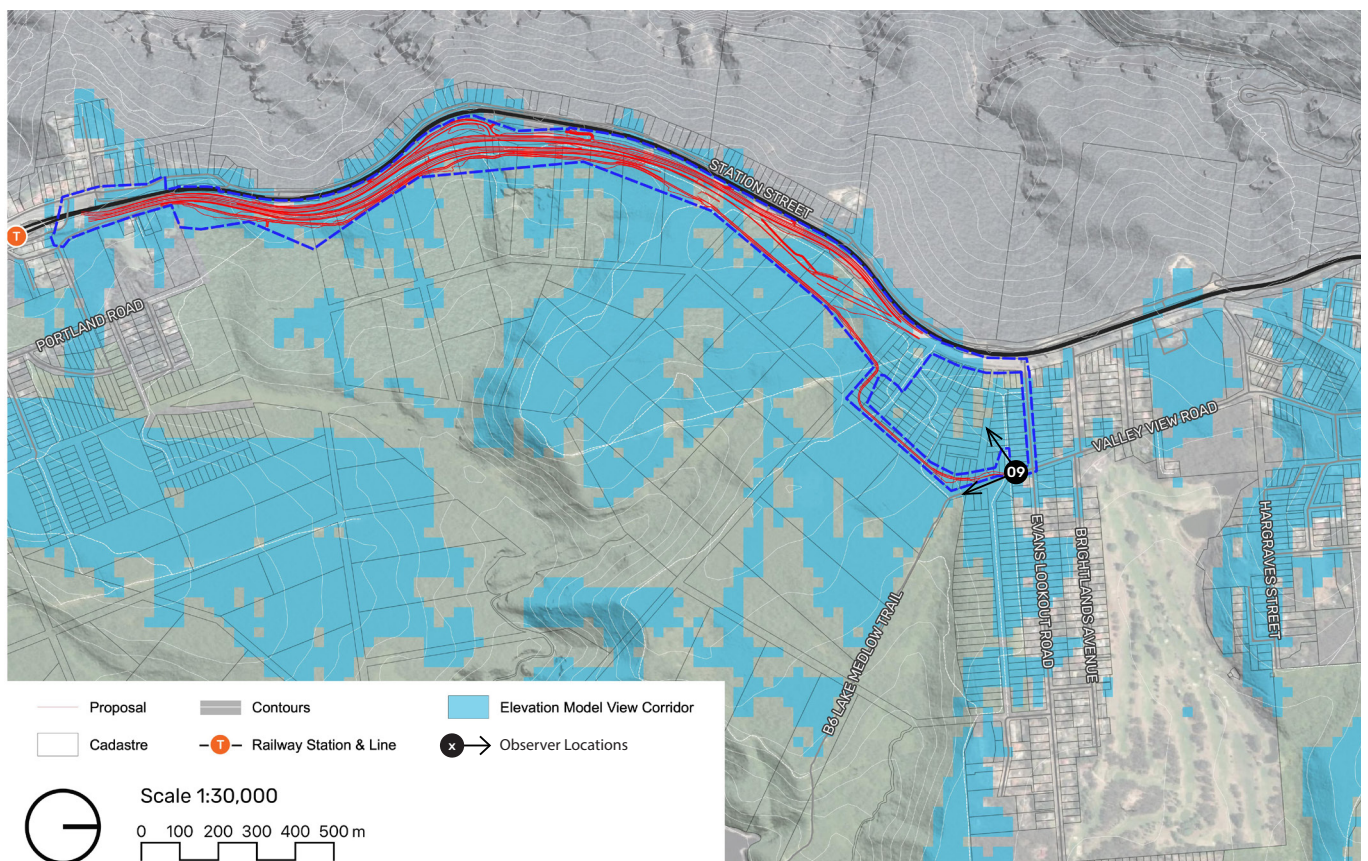 STATION STREET
T
PORTLAND ROAD
VALLEY VIEW ROAD
09
EVANS LOOKOUT ROAD
BRIGHTLANDS AVENUE
HARGRAVES STREET
B6 LAKE MEDLOW TRAIL
Proposal
Contours
Elevation Model View Corridor
Cadastre
T Railway Station & Line
x Observer Locations
Scale 1:30,000
0 100 200 300 400 500 m